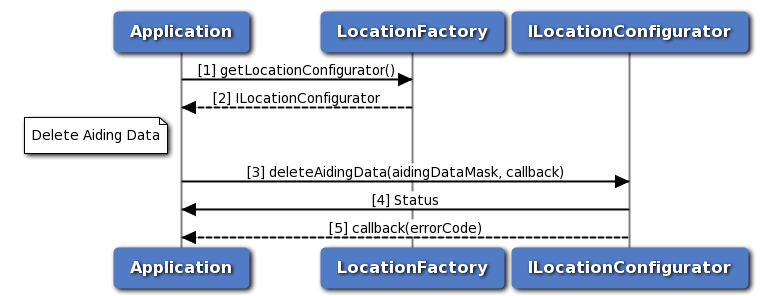 Application LocationFactory ILocationConfigurator
[1] getLocationConfigurator()
[2] ILocationConfigurator
Delete Aiding Data
[3] deleteAidingData(aidingDataMask, callback)
[4] Status
[5] callback(errorCode)
Application LocationFactory ILocationConfigurator